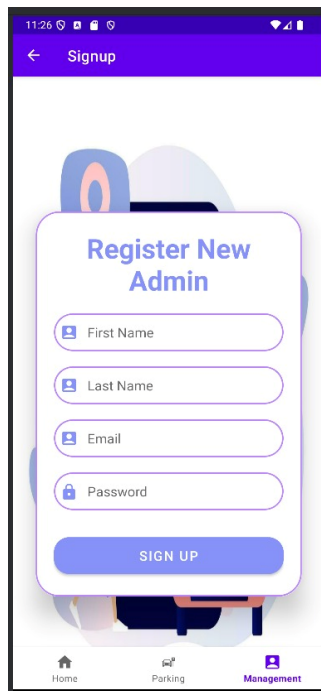 11:26
Signup
Register New
Admin
First Name
Last Name
Email
Password
SIGN UP
Home
Parking
Management